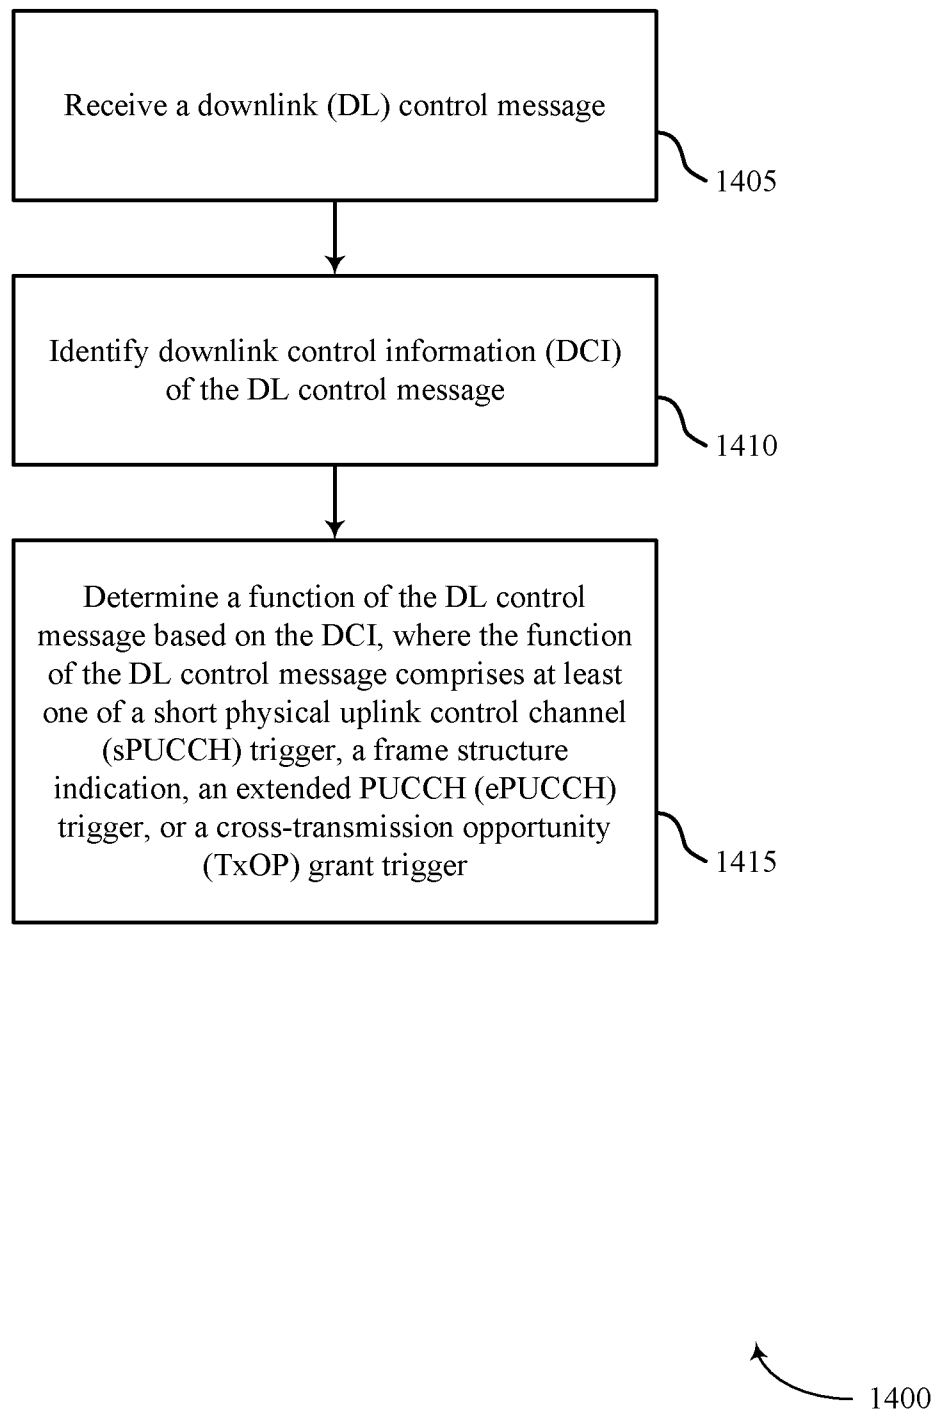 Receive a downlink (DL) control message
1405
Identify downlink control information (DCI)
of the DL control message
1410
Determine a function of the DL control
message based on the DCI, where the function
of the DL control message comprises at least
one of a short physical uplink control channel
(sPUCCH) trigger, a frame structure
indication, an extended PUCCH (ePUCCH)
trigger, or a cross-transmission opportunity
(TxOP) grant trigger
1415
1400